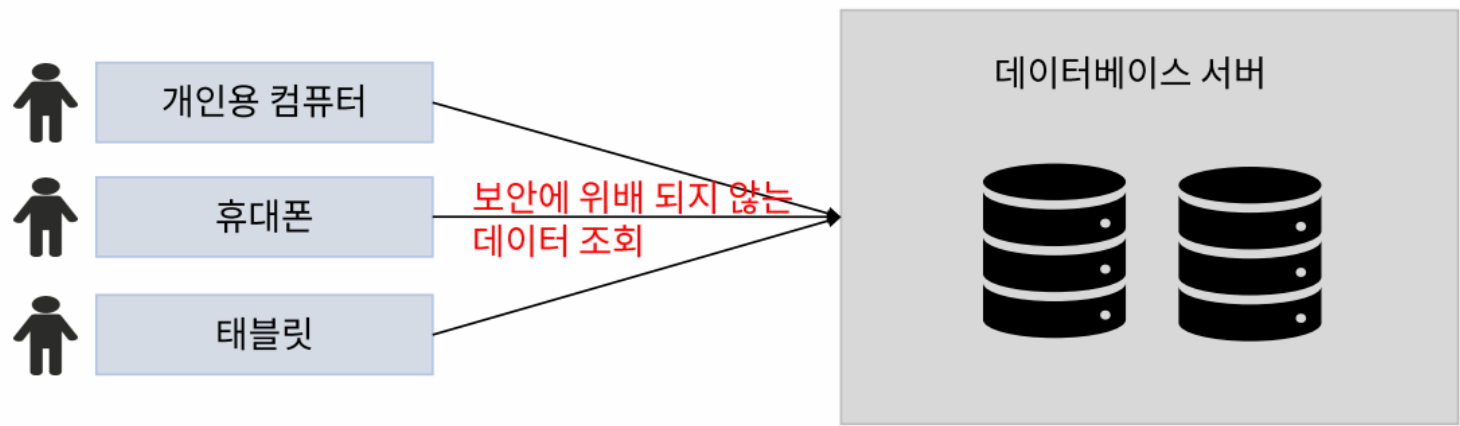 데이터베이스 서버
개인용 컴퓨터
보안에 위배 되지 않는
휴대폰
데이터 조회
태블릿